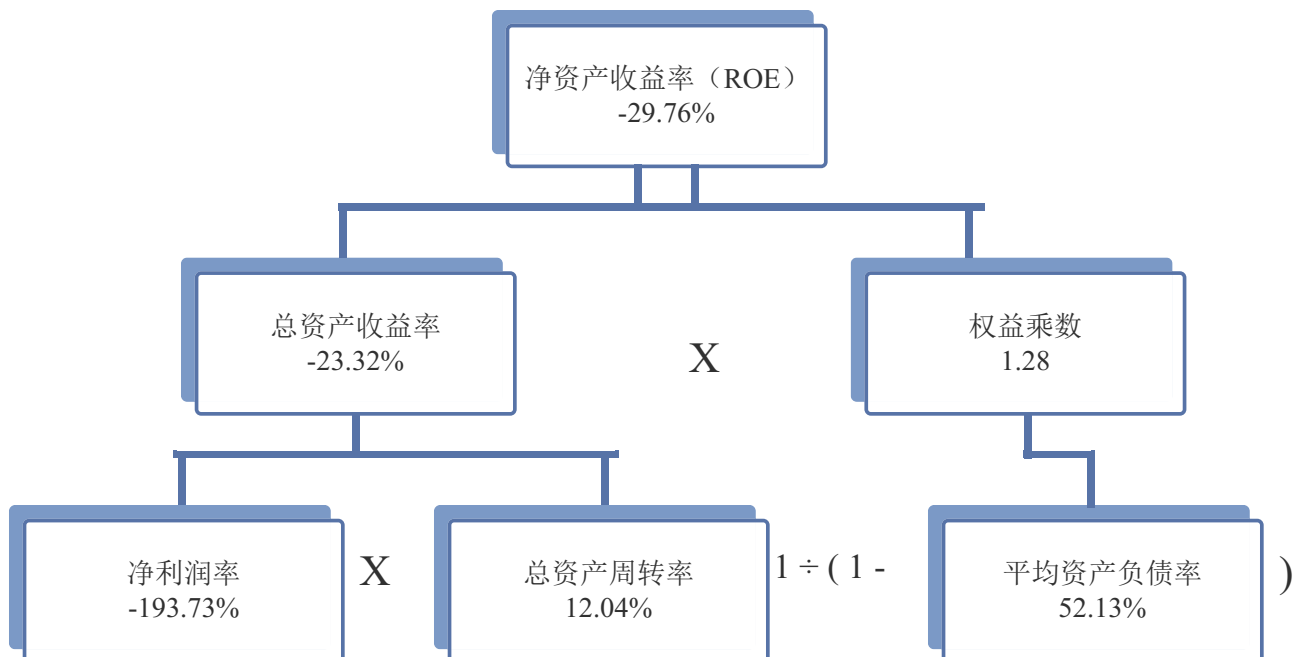 净资产收益率（ROE）
-29.76%
总资产收益率
-23.32%
X
权益乘数
1.28
净利润率
-193.73%
X
总资产周转率
12.04%
1 ÷ ( 1 -
平均资产负债率
52.13%
)